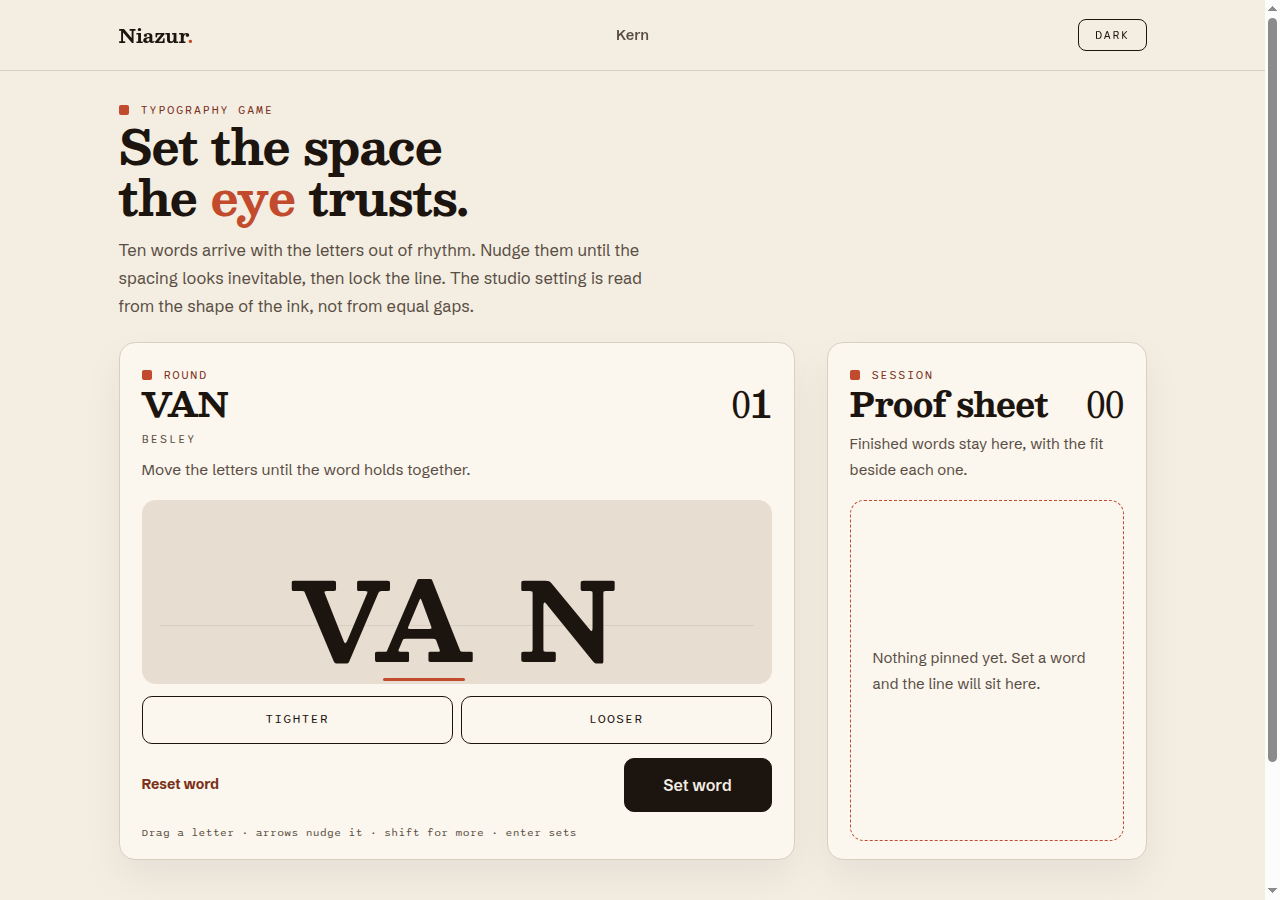 Niazur.
Kern
DARK
TYPOGRAPHY GAME
Set the space
the eye trusts.
Ten words arrive with the letters out of rhythm. Nudge them until the
spacing looks inevitable, then lock the line. The studio setting is read
from the shape of the ink, not from equal gaps.
ROUND
VAN
01
BESLEY
Move the letters until the word holds together.
VA N
TIGHTER
LOOSER
Reset word
Set word
Drag a letter · arrows nudge it · shift for more · enter sets
SESSION
Proof sheet
00
Finished words stay here, with the fit
beside each one.
Nothing pinned yet. Set a word
and the line will sit here.